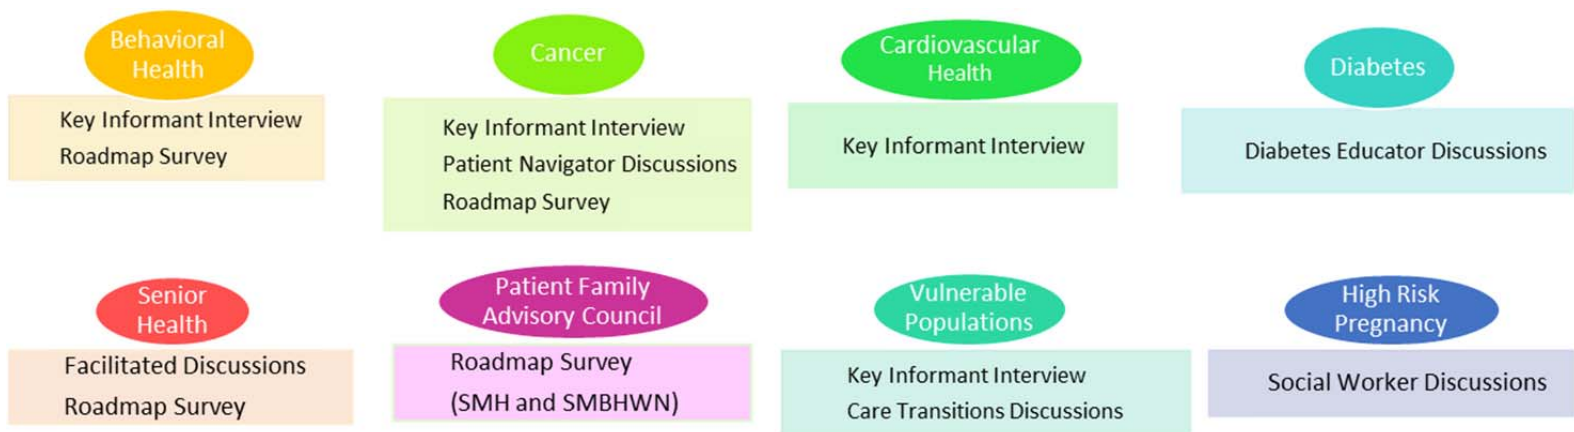 Behavioral
Health
Key Informant Interview
Roadmap Survey
Cancer
Key Informant Interview
Patient Navigator Discussions
Roadmap Survey
Cardiovascular
Health
Key Informant Interview
Diabetes
Diabetes Educator Discussions
Senior
Health
Facilitated Discussions
Roadmap Survey
Patient Family
Advisory Council
Roadmap Survey
(SMH and SMBHWN)
Vulnerable
Populations
Key Informant Interview
Care Transitions Discussions
High Risk
Pregnancy
Social Worker Discussions